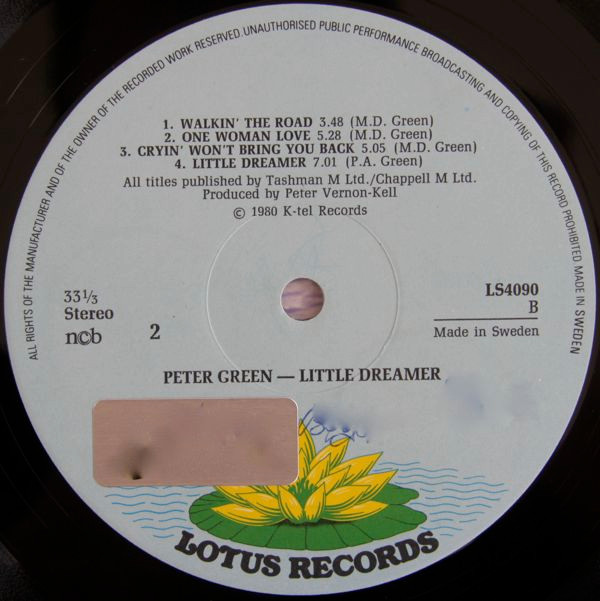 ALL RIGHTS OF THE MANUFACTURER AND OF THE OWNER OF THE RECORDED WORK RESERVED. UNAUTHORISED PUBLIC PERFORMANCE BROADCASTING AND COPYING OF THIS RECORD PROHIBITED MADE IN SWEDEN
1. WALKIN' THE ROAD 3.48 (M.D. Green)
2. ONE WOMAN LOVE 5.28 (M.D. Green)
3. CRYIN' WON'T BRING YOU BACK 5.05 (M.D. Green)
4. LITTLE DREAMER 7.01 (P.A. Green)
All titles published by Tashman M Ltd./Chappell M Ltd.
Produced by Peter Vernon-Kell
© 1980 K-tel Records
33 1/3
Stereo
ncb
2
LS4090
B
Made in Sweden
PETER GREEN — LITTLE DREAMER
LOTUS RECORDS